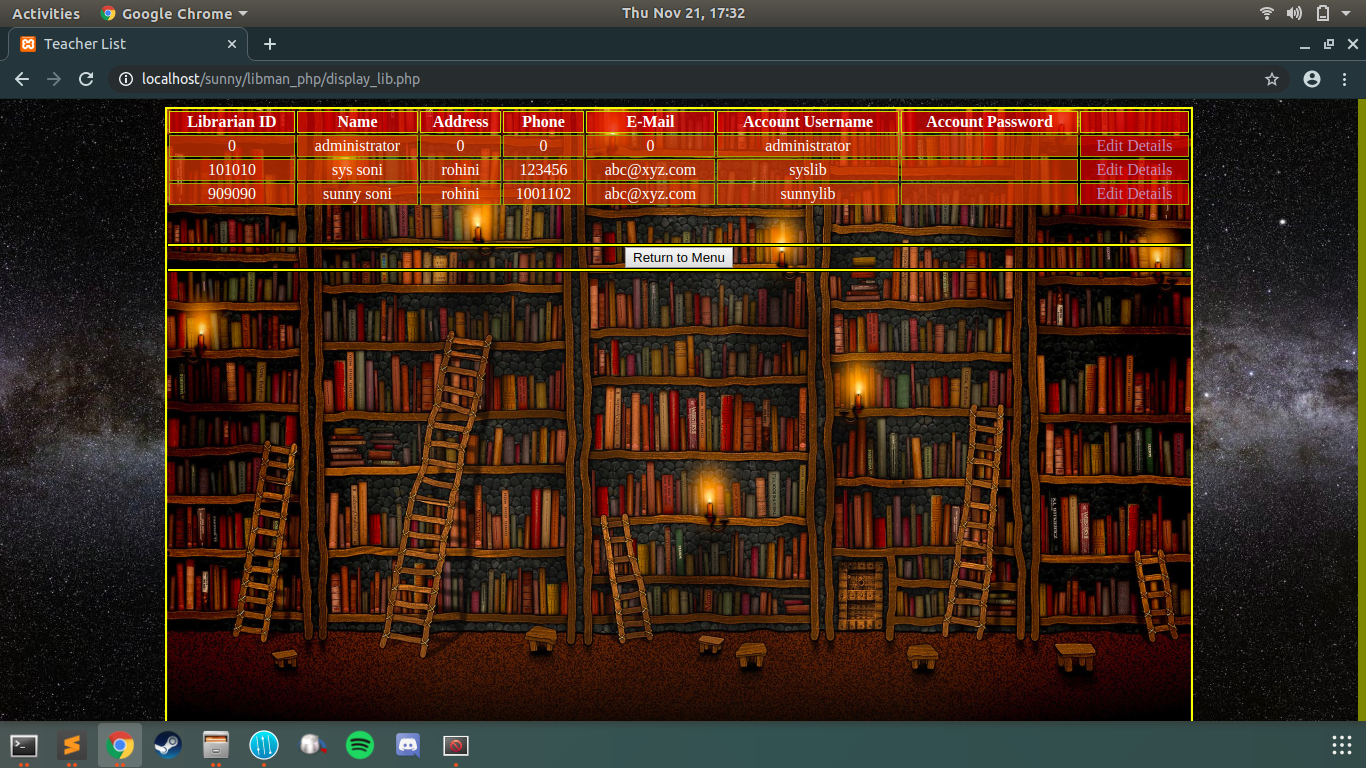 Activities Google Chrome Thu Nov 21, 17:32
Teacher List
localhost/sunny/libman_php/display_lib.php
Librarian ID Name Address Phone E-Mail Account Username Account Password
0 administrator 0 0 0 administrator Edit Details
101010 sys soni rohini 123456 abc@xyz.com syslib Edit Details
909090 sunny soni rohini 1001102 abc@xyz.com sunnylib Edit Details
Return to Menu